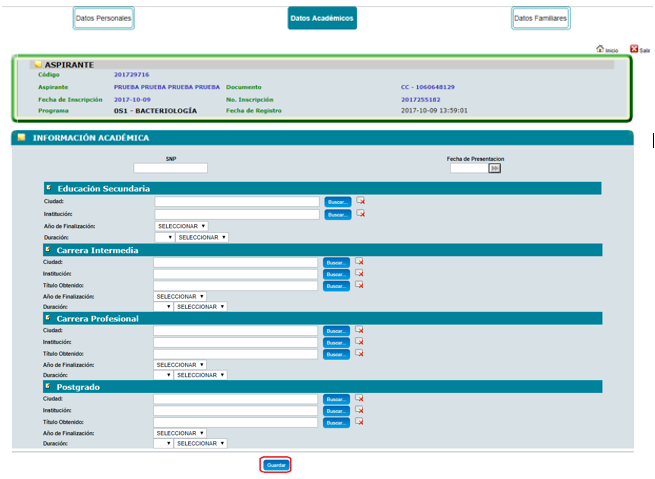 Datos Personales Datos Académicos Datos Familiares
Inicio Salir
ASPIRANTE
Código 201729716
Aspirante PRUEBA PRUEBA PRUEBA PRUEBA Documento CC - 1060648129
Fecha de Inscripción 2017-10-09 No. Inscripción 2017255182
Programa 051 - BACTERIOLOGÍA Fecha de Registro 2017-10-09 13:59:01
INFORMACIÓN ACADÉMICA
SNP Fecha de Presentacion
Educación Secundaria
Ciudad: Buscar...
Institución: Buscar...
Año de Finalización: SELECCIONAR
Duración: SELECCIONAR
Carrera Intermedia
Ciudad: Buscar...
Institución: Buscar...
Título Obtenido: Buscar...
Año de Finalización: SELECCIONAR
Duración: SELECCIONAR
Carrera Profesional
Ciudad: Buscar...
Institución: Buscar...
Título Obtenido: Buscar...
Año de Finalización: SELECCIONAR
Duración: SELECCIONAR
Postgrado
Ciudad: Buscar...
Institución: Buscar...
Título Obtenido: Buscar...
Año de Finalización: SELECCIONAR
Duración: SELECCIONAR
Guardar